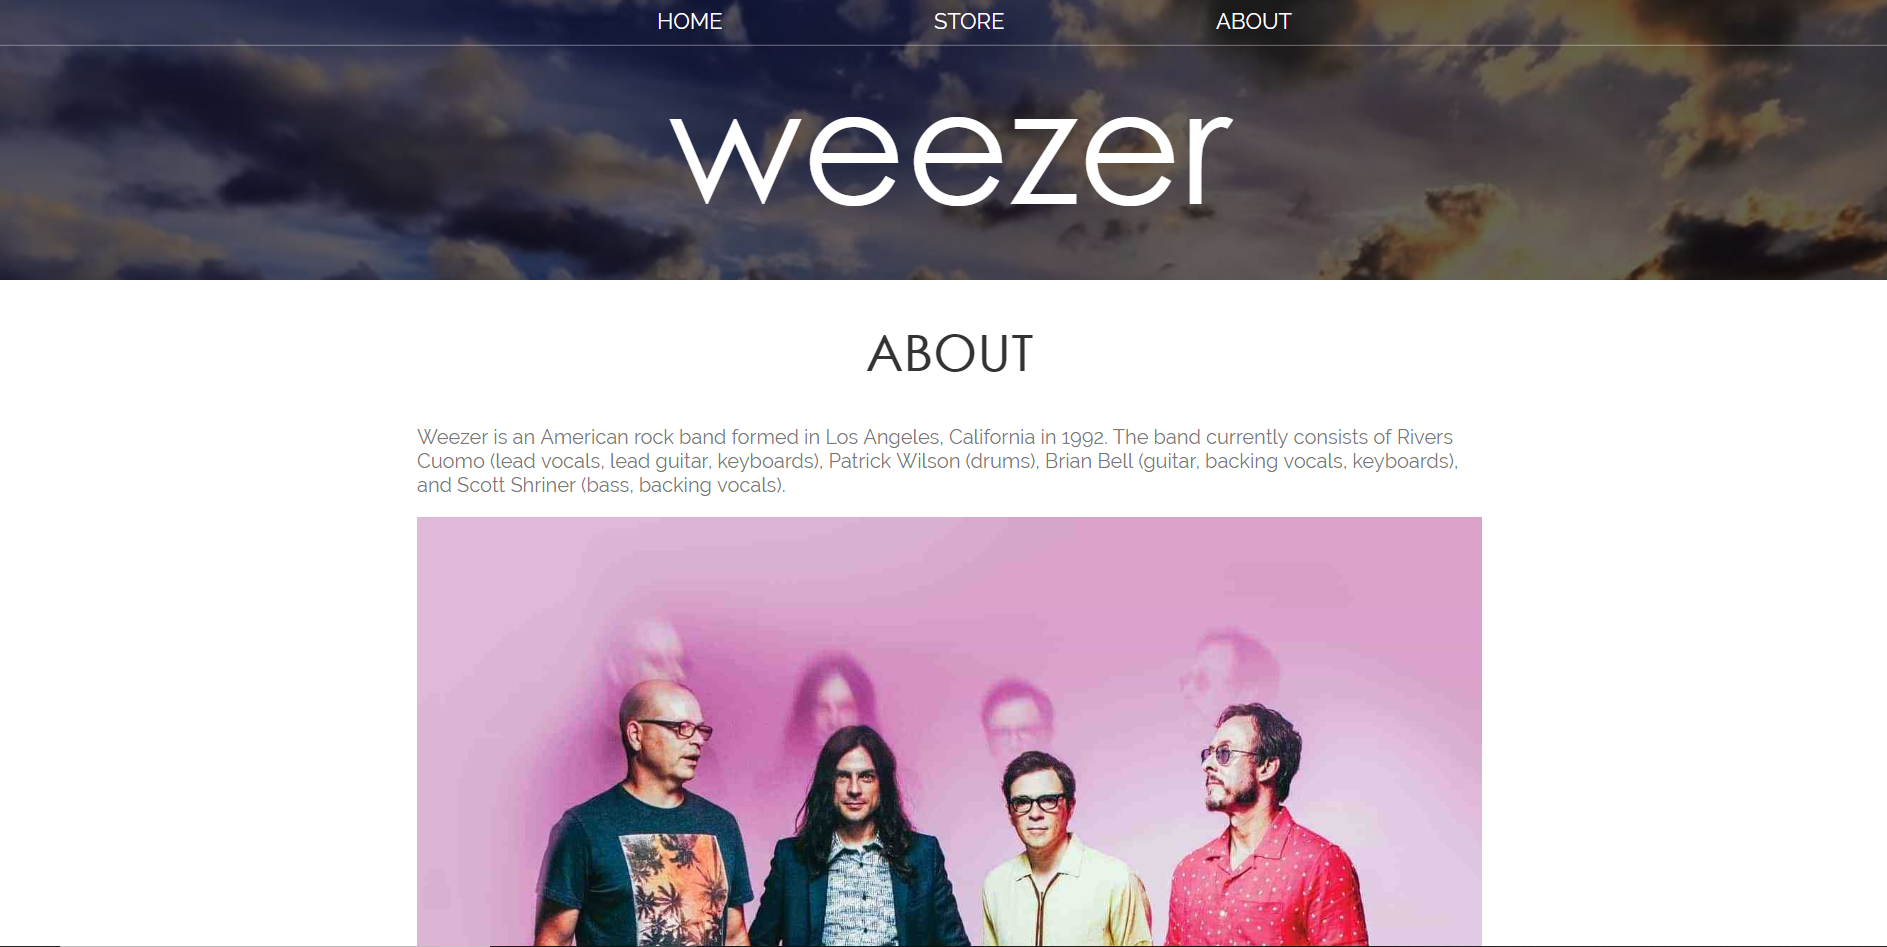 HOME STORE ABOUT
weezer
ABOUT
Weezer is an American rock band formed in Los Angeles, California in 1992. The band currently consists of Rivers
Cuomo (lead vocals, lead guitar, keyboards), Patrick Wilson (drums), Brian Bell (guitar, backing vocals, keyboards),
and Scott Shriner (bass, backing vocals).